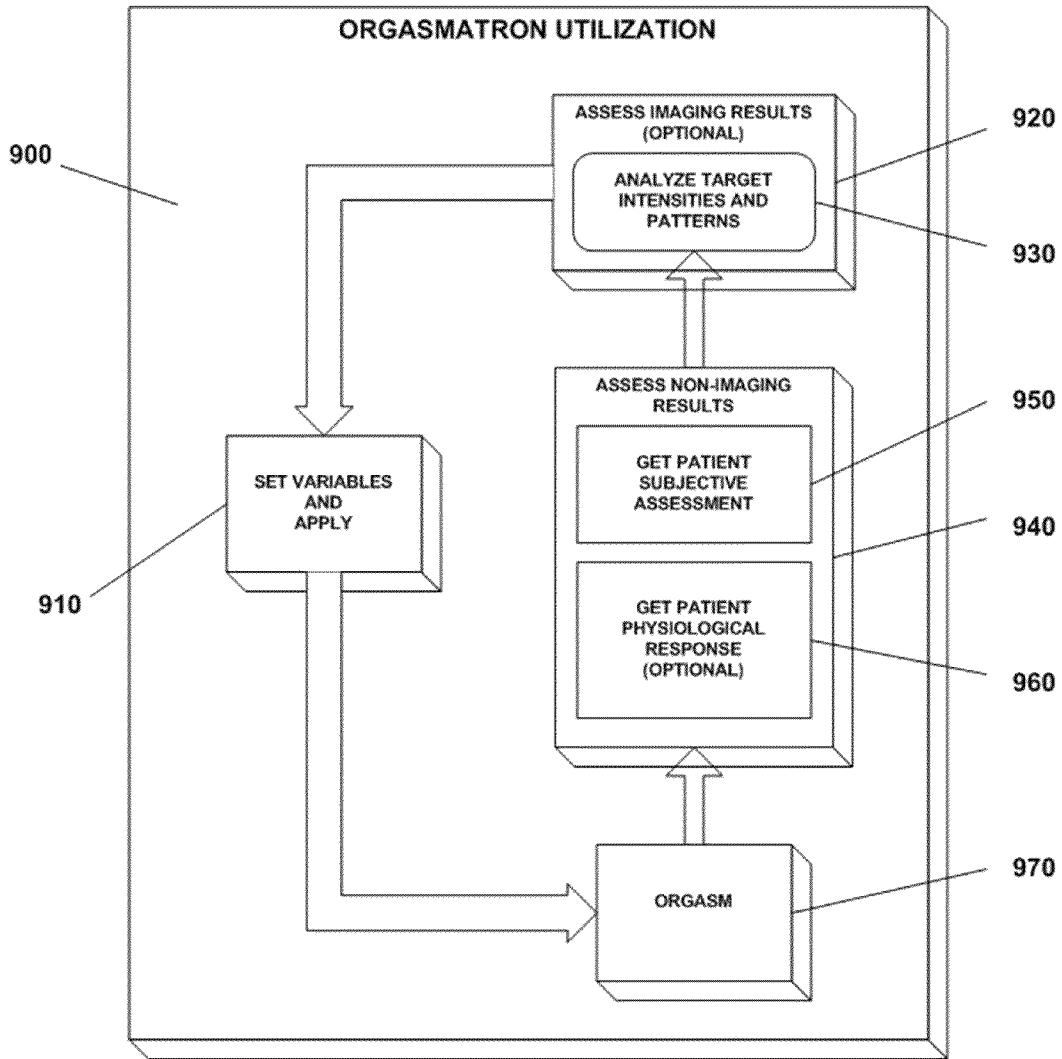 ORGASMATRON UTILIZATION
ASSESS IMAGING RESULTS
(OPTIONAL)
920
900
ANALYZE TARGET
INTENSITIES AND
PATTERNS
930
ASSESS NON-IMAGING
RESULTS
950
GET PATIENT
SUBJECTIVE
ASSESSMENT
SET VARIABLES
AND
APPLY
940
910
GET PATIENT
PHYSIOLOGICAL
RESPONSE
(OPTIONAL)
960
ORGASM
970